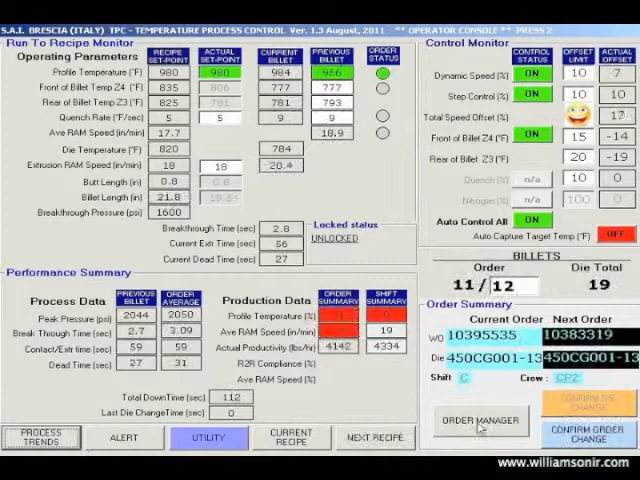 S.A.I. BRESCIA (ITALY) TPC - TEMPERATURE PROCESS CONTROL Ver. 1.3 August, 2011 ** OPERATOR CONSOLE ** PRESS 2
Run To Recipe Monitor
Operating Parameters
RECIPE SET-POINT ACTUAL SET-POINT CURRENT BILLET PREVIOUS BILLET ORDER STATUS
Profile Temperature (°F) 980 980 984 986
Front of Billet Temp Z4 (°F) 835 806 777 777
Rear of Billet Temp Z3 (°F) 825 781 781 793
Quench Rate (°F/sec) 5 5 9 9
Ave RAM Speed (in/min) 17.7 18.9
Die Temperature (°F) 820 784
Extrusion RAM Speed (in/min) 18 18 20.4
Butt Length (in) 0.8 0.8
Billet Length (in) 21.8
Breakthrough Pressure (psi) 1600
Breakthrough Time (sec) 2.8
Current Extr Time (sec) 56
Current Dead Time (sec) 27
Locked status
UNLOCKED
Control Monitor
CONTROL STATUS OFFSET LIMIT ACTUAL OFFSET
Dynamic Speed (%) ON 10 7
Step Control (%) ON 10 10
Total Speed Offset (%) 17
Front of Billet Z4 (°F) ON 15 -14
Rear of Billet Z3 (°F) 20 -19
Quench (%) n/a 10 0
Nitrogen (%) n/a 100 0
Auto Control All ON
Auto Capture Target Temp (°F) OFF
BILLETS
Order Die Total
11 / 12 19
Performance Summary
Process Data
PREVIOUS BILLET ORDER AVERAGE
Peak Pressure (psi) 2044 2050
Break Through Time (sec) 2.7 3.09
Contact/Extr time (sec) 59 59
Dead Time (sec) 27 31
Total DownTime (sec) 112
Last Die ChangeTime (sec) 0
Production Data
ORDER SUMMARY SHIFT SUMMARY
Profile Temperature (%)
Ave RAM Speed (in/min) 19
Actual Productivity (lbs/hr) 4142 4334
R2R Compliance (%)
Ave RAM Speed (%)
Order Summary
Current Order Next Order
WO 10395535 10383319
Die 450CG001-13 450CG001-13
Shift C Crew : CP2
ORDER MANAGER
CONFIRM DIE CHANGE
CONFIRM ORDER CHANGE
PROCESS TRENDS ALERT UTILITY CURRENT RECIPE NEXT RECIPE
www.williamsonir.com